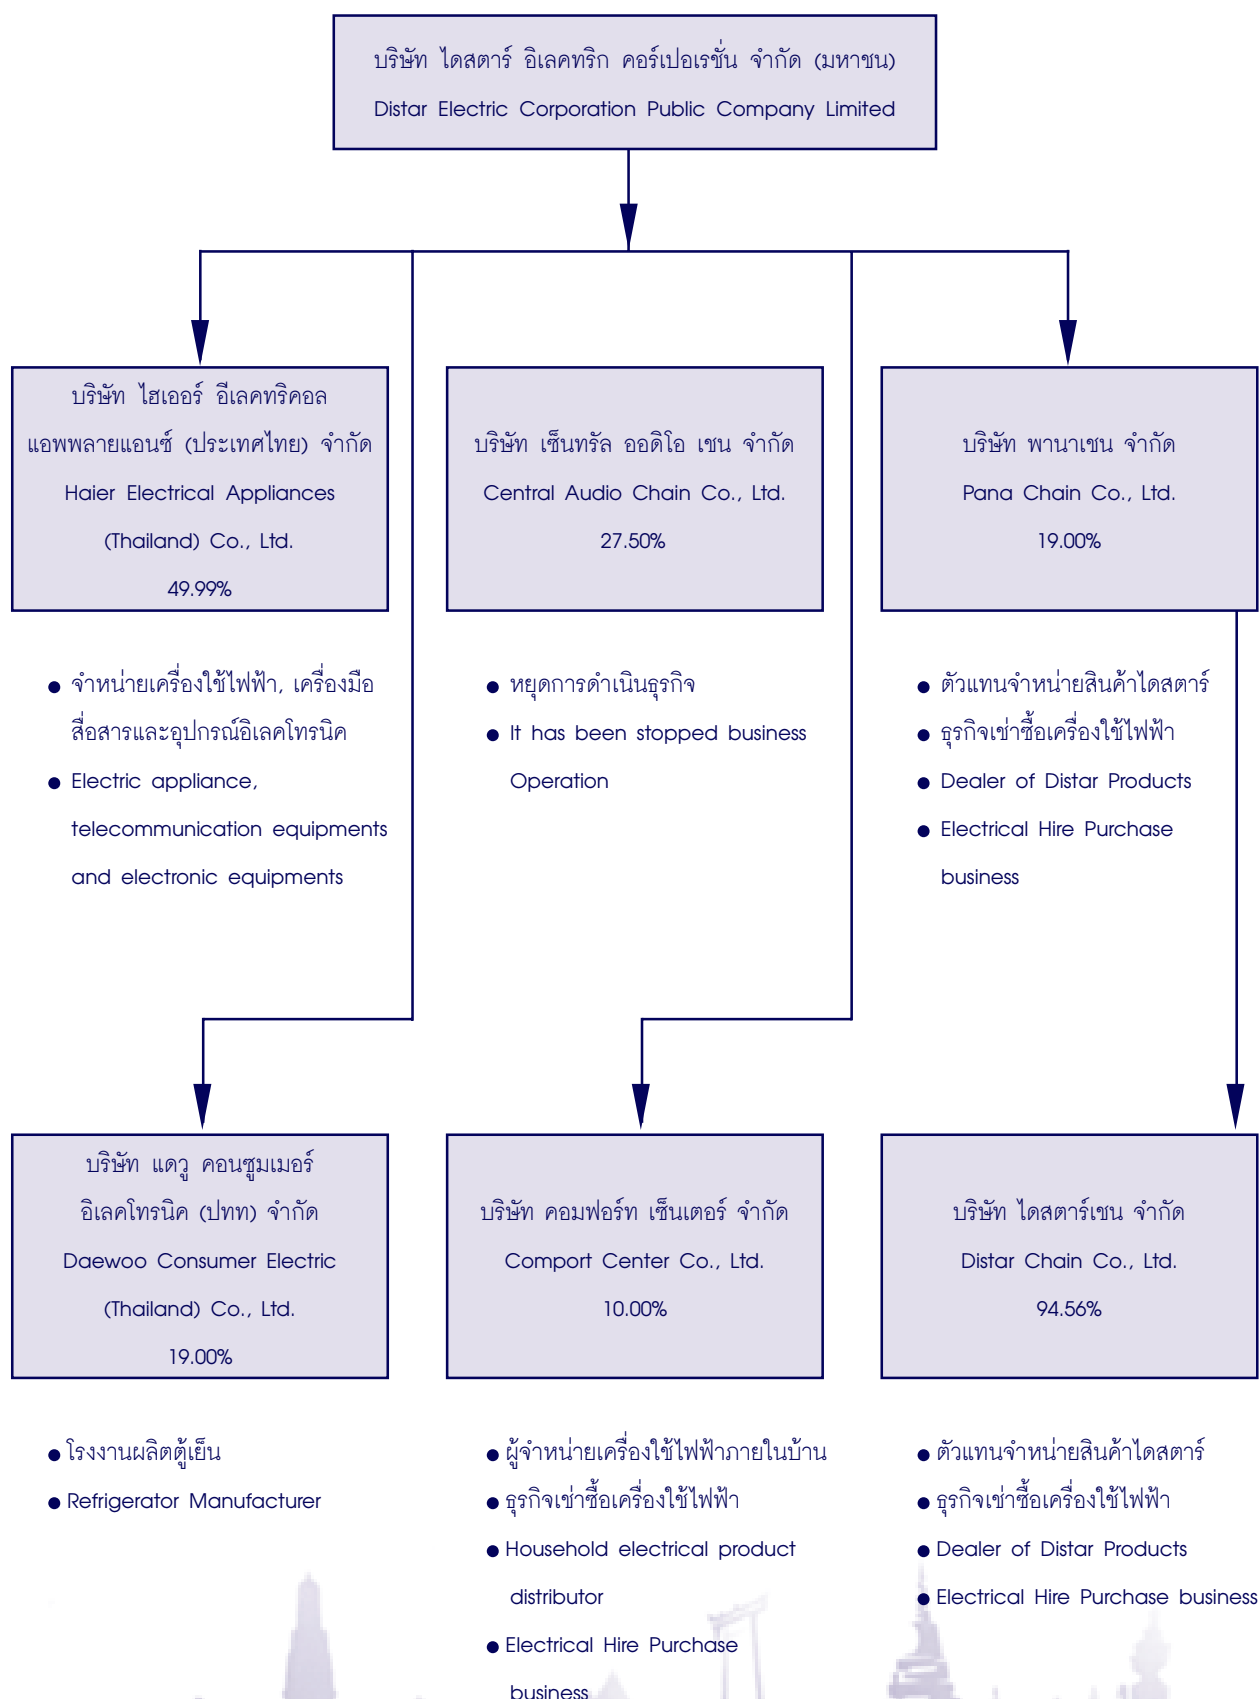 บริษัท ไดสตาร์ อิเลคทริก คอร์เปอเรชั่น จำกัด (มหาชน)
Distar Electric Corporation Public Company Limited
บริษัท ไฮเออร์ อีเลคทริคอล
แอพพลายแอนซ์ (ประเทศไทย) จำกัด
Haier Electrical Appliances
(Thailand) Co., Ltd.
49.99%
บริษัท เซ็นทรัล ออดิโอ เชน จำกัด
Central Audio Chain Co., Ltd.
27.50%
บริษัท พานาเชน จำกัด
Pana Chain Co., Ltd.
19.00%
● จำหน่ายเครื่องใช้ไฟฟ้า, เครื่องมือ
สื่อสารและอุปกรณ์อิเลคโทรนิค
● Electric appliance,
telecommunication equipments
and electronic equipments
● หยุดการดำเนินธุรกิจ
● It has been stopped business
Operation
● ตัวแทนจำหน่ายสินค้าไดสตาร์
● ธุรกิจเช่าซื้อเครื่องใช้ไฟฟ้า
● Dealer of Distar Products
● Electrical Hire Purchase
business
บริษัท แดวู คอนซูมเมอร์
อิเลคโทรนิค (ปทท) จำกัด
Daewoo Consumer Electric
(Thailand) Co., Ltd.
19.00%
บริษัท คอมฟอร์ท เซ็นเตอร์ จำกัด
Comport Center Co., Ltd.
10.00%
บริษัท ไดสตาร์เชน จำกัด
Distar Chain Co., Ltd.
94.56%
● โรงงานผลิตตู้เย็น
● Refrigerator Manufacturer
● ผู้จำหน่ายเครื่องใช้ไฟฟ้าภายในบ้าน
● ธุรกิจเช่าซื้อเครื่องใช้ไฟฟ้า
● Household electrical product
distributor
● Electrical Hire Purchase
business
● ตัวแทนจำหน่ายสินค้าไดสตาร์
● ธุรกิจเช่าซื้อเครื่องใช้ไฟฟ้า
● Dealer of Distar Products
● Electrical Hire Purchase business